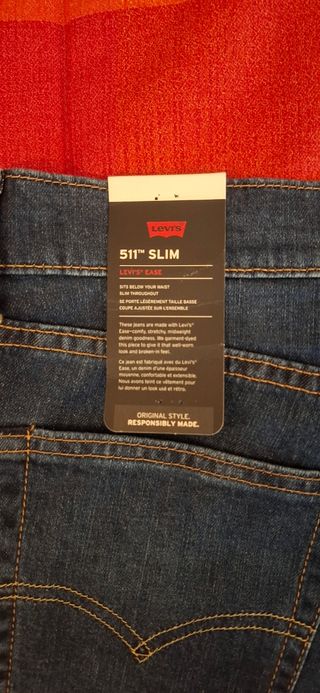 Levi's
511™ SLIM
LEVI'S® EASE
SITS BELOW YOUR WAIST
SLIM THROUGHOUT
SE PORTE LÉGÈREMENT TAILLE BASSE
COUPE AJUSTÉE SUR L'ENSEMBLE
These jeans are made with Levi's®
Ease–comfy, stretchy, midweight
denim goodness. We garment-dyed
this piece to give it that well-worn
look and broken-in feel.
Ce jean est fabriqué avec du Levi's®
Ease, un denim d'une épaisseur
moyenne, confortable et extensible.
Nous avons teint ce vêtement pour
lui donner un look usé et rétro.
ORIGINAL STYLE.
RESPONSIBLY MADE.